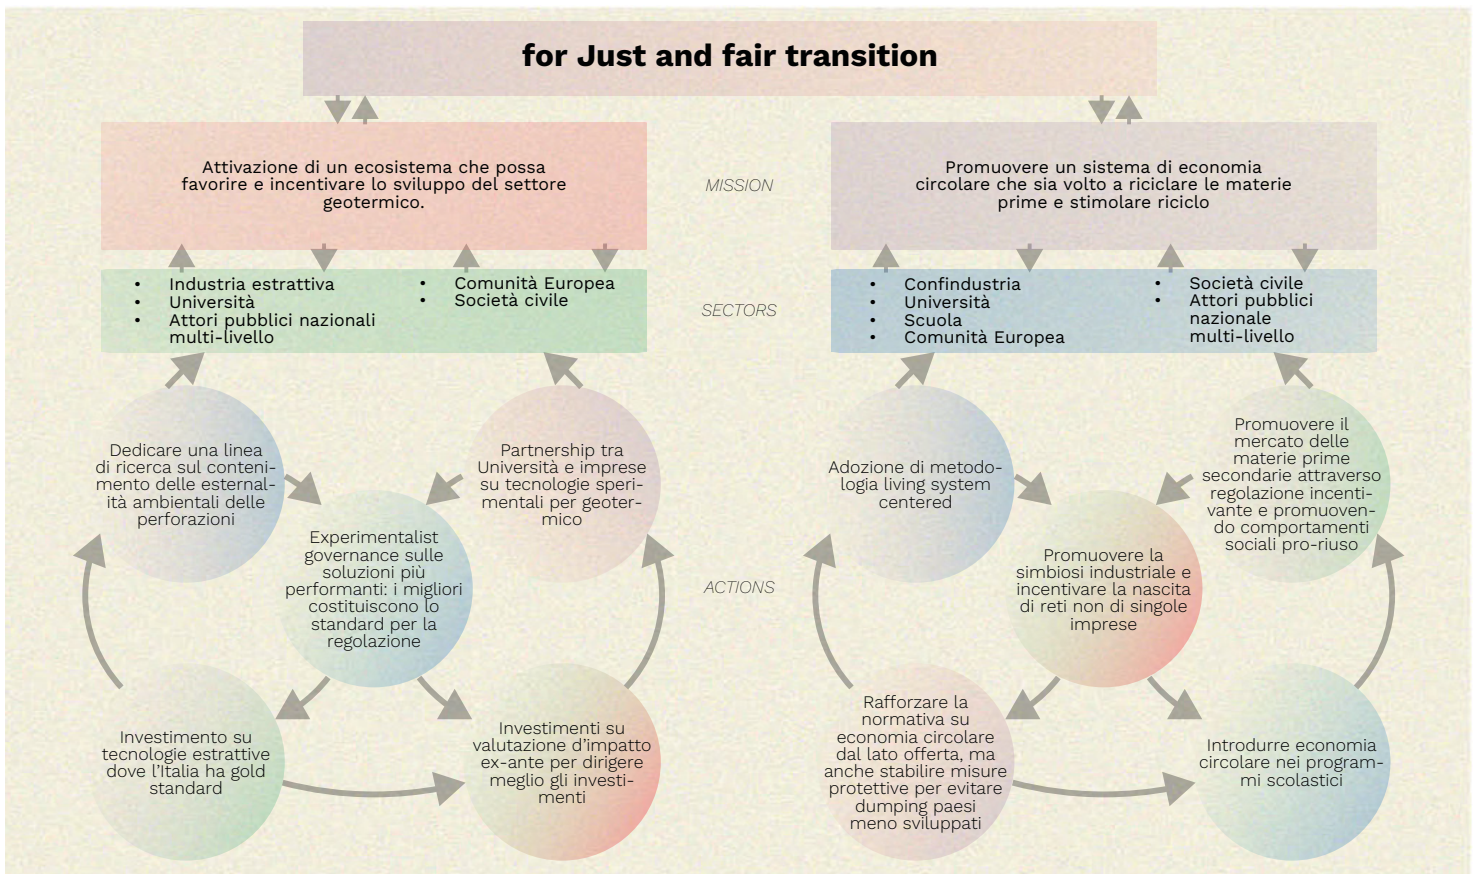 for Just and fair transition
Attivazione di un ecosistema che possa
favorire e incentivare lo sviluppo del settore
geotermico.
MISSION
Promuovere un sistema di economia
circolare che sia volto a riciclare le materie
prime e stimolare riciclo
• Industria estrattiva
• Università
• Attori pubblici nazionali
multi-livello
• Comunità Europea
• Società civile
SECTORS
• Confindustria
• Università
• Scuola
• Comunità Europea
• Società civile
• Attori pubblici
nazionale
multi-livello
Dedicare una linea
di ricerca sul conteni-
mento delle esternal-
ità ambientali delle
perforazioni
Partnership tra
Università e imprese
su tecnologie speri-
mentali per geoter-
mico
Experimentalist
governance sulle
soluzioni più
performanti: i migliori
costituiscono lo
standard per la
regolazione
Investimento su
tecnologie estrattive
dove l'Italia ha gold
standard
Investimenti su
valutazione d'impatto
ex-ante per dirigere
meglio gli investi-
menti
ACTIONS
Adozione di metodo-
logia living system
centered
Promuovere il
mercato delle
materie prime
secondarie attraverso
regolazione incenti-
vante e promuoven-
do comportamenti
sociali pro-riuso
Promuovere la
simbiosi industriale e
incentivare la nascita
di reti non di singole
imprese
Rafforzare la
normativa su
economia circolare
dal lato offerta, ma
anche stabilire misure
protettive per evitare
dumping paesi
meno sviluppati
Introdurre economia
circolare nei program-
mi scolastici